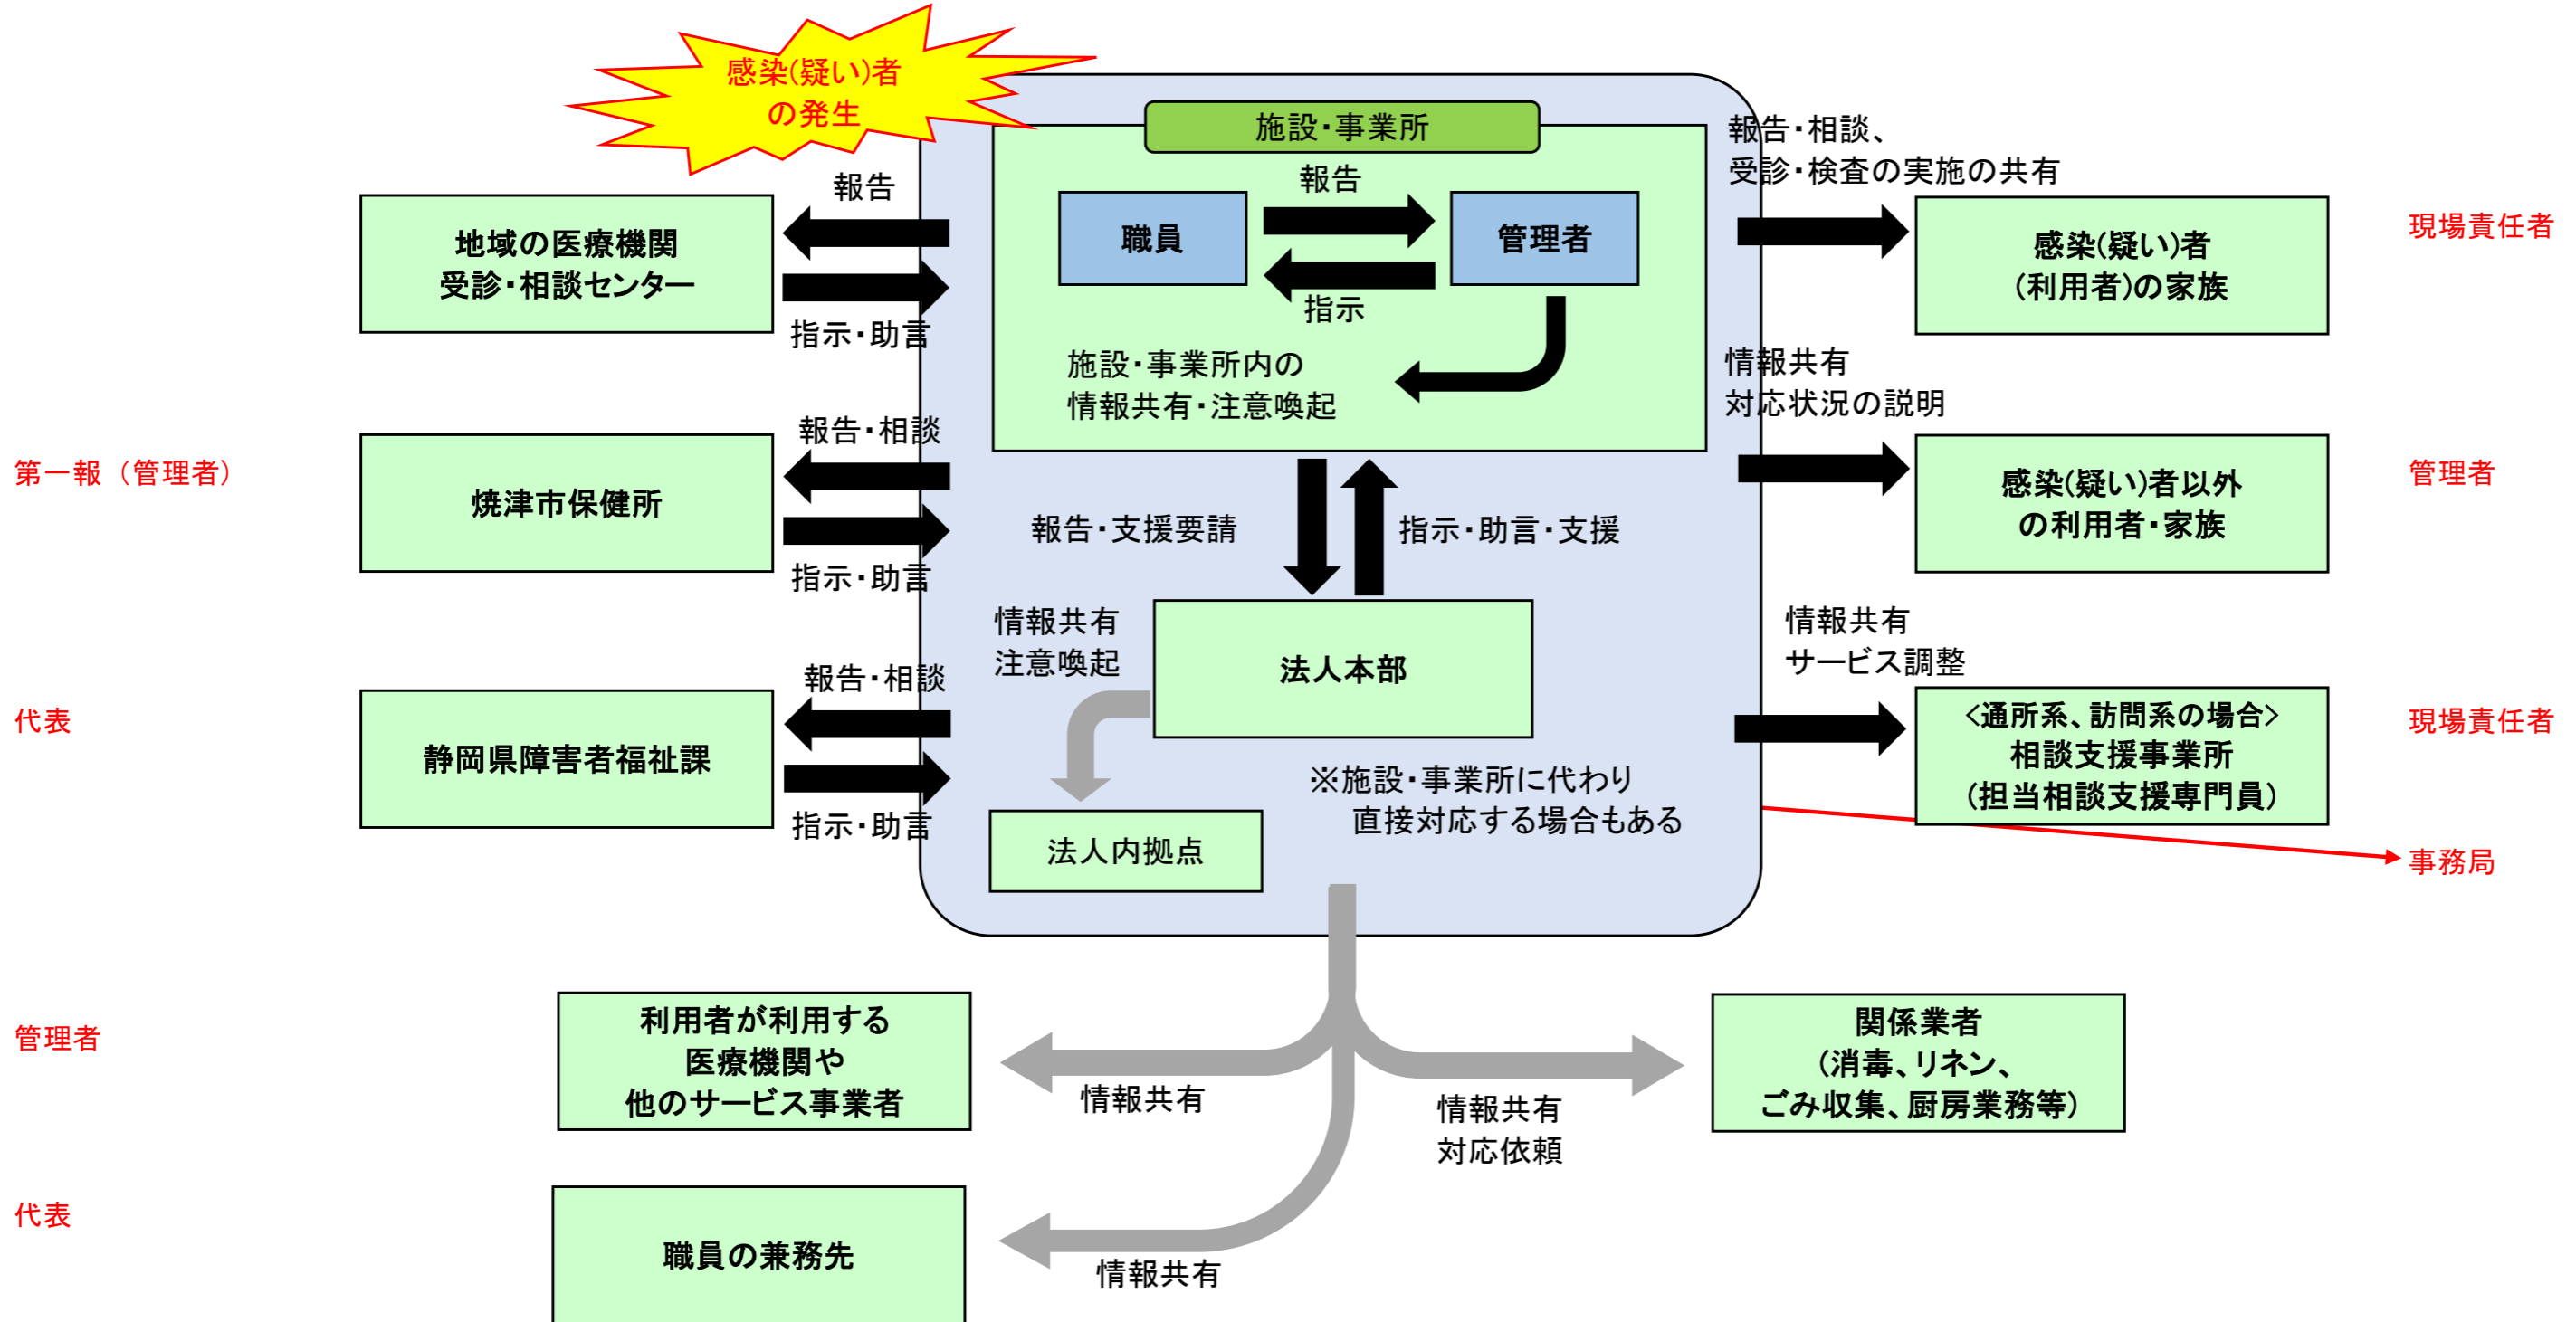 感染(疑い)者
の発生
施設・事業所
報告
職員
管理者
指示
施設・事業所内の
情報共有・注意喚起
報告
地域の医療機関
受診・相談センター
指示・助言
報告・相談、
受診・検査の実施の共有
感染(疑い)者
(利用者)の家族
現場責任者
第一報（管理者）
報告・相談
焼津市保健所
指示・助言
情報共有
対応状況の説明
感染(疑い)者以外
の利用者・家族
管理者
報告・支援要請
指示・助言・支援
情報共有
注意喚起
法人本部
※施設・事業所に代わり
直接対応する場合もある
法人内拠点
代表
報告・相談
静岡県障害者福祉課
指示・助言
情報共有
サービス調整
<通所系、訪問系の場合>
相談支援事業所
(担当相談支援専門員)
現場責任者
事務局
管理者
利用者が利用する
医療機関や
他のサービス事業者
情報共有
情報共有
対応依頼
関係業者
(消毒、リネン、
ごみ収集、厨房業務等)
代表
職員の兼務先
情報共有